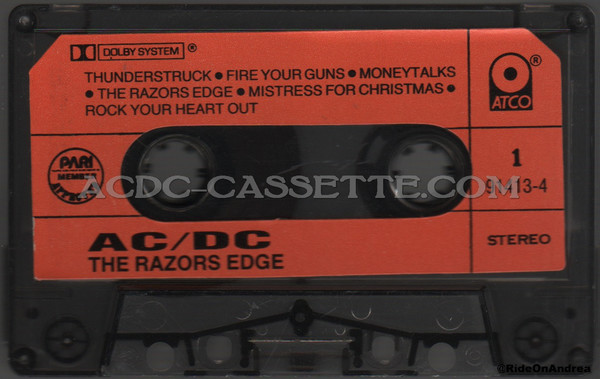 DOLBY SYSTEM ®
THUNDERSTRUCK • FIRE YOUR GUNS • MONEYTALKS
• THE RAZORS EDGE • MISTRESS FOR CHRISTMAS •
ROCK YOUR HEART OUT
®
ATCO
PARI
MEMBER
1
ACDC-CASSETTE.COM
STEREO
AC/DC
THE RAZORS EDGE
©RideOnAndrea